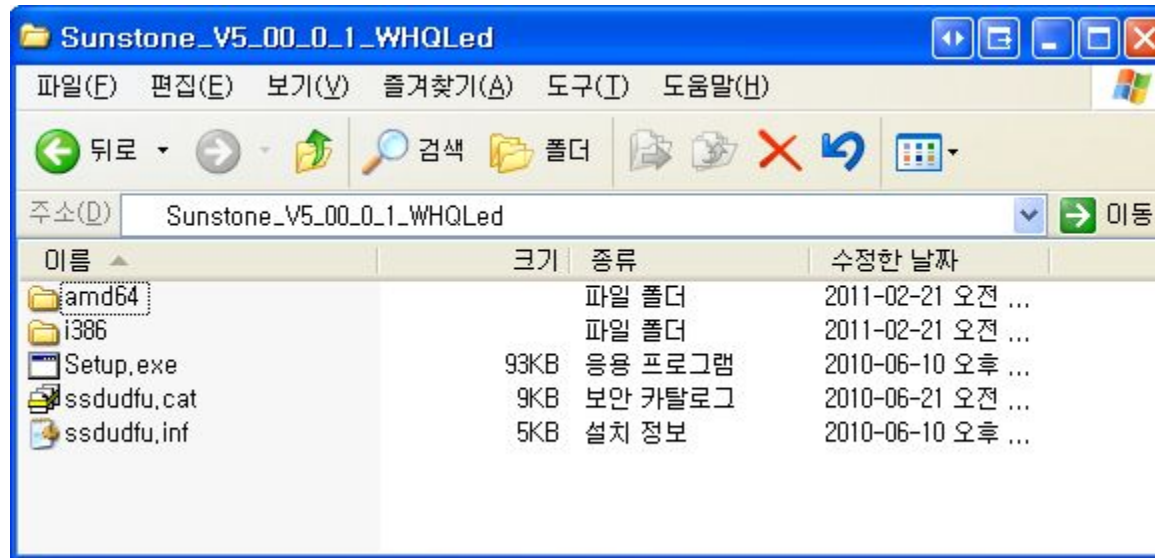 Sunstone_V5_00_0_1_WHQLed
파일(F) 편집(E) 보기(V) 즐겨찾기(A) 도구(T) 도움말(H)
뒤로 검색 폴더
주소(D) Sunstone_V5_00_0_1_WHQLed 이동
이름 크기 종류 수정한 날짜
amd64 파일 폴더 2011-02-21 오전 ...
i386 파일 폴더 2011-02-21 오전 ...
Setup.exe 93KB 응용 프로그램 2010-06-10 오후 ...
ssdudfu.cat 9KB 보안 카탈로그 2010-06-21 오전 ...
ssdudfu.inf 5KB 설치 정보 2010-06-10 오후 ...